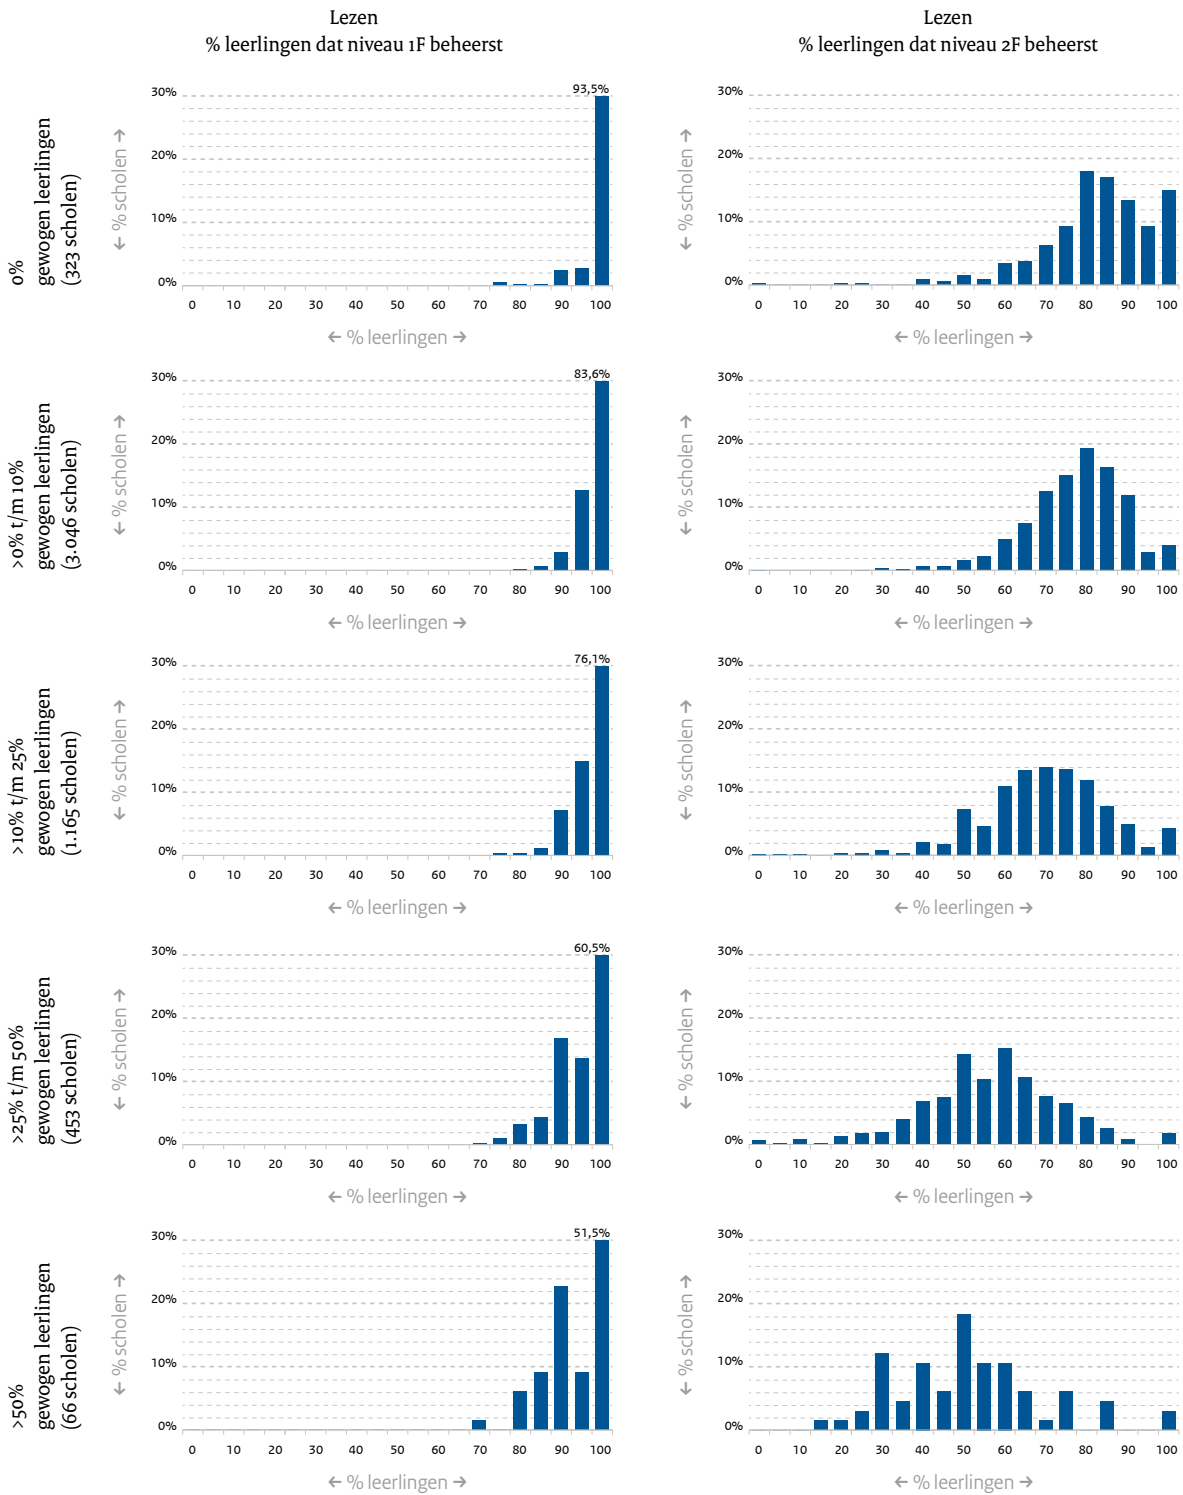 Lezen
% leerlingen dat niveau 1F beheerst
Lezen
% leerlingen dat niveau 2F beheerst
0%
gewogen leerlingen
(323 scholen)
← % scholen →
30%
20%
10%
0%
93,5%
0 10 20 30 40 50 60 70 80 90 100
← % leerlingen →
← % scholen →
30%
20%
10%
0%
0 10 20 30 40 50 60 70 80 90 100
← % leerlingen →
>0% t/m 10%
gewogen leerlingen
(3.046 scholen)
← % scholen →
30%
20%
10%
0%
83,6%
0 10 20 30 40 50 60 70 80 90 100
← % leerlingen →
← % scholen →
30%
20%
10%
0%
0 10 20 30 40 50 60 70 80 90 100
← % leerlingen →
>10% t/m 25%
gewogen leerlingen
(1.165 scholen)
← % scholen →
30%
20%
10%
0%
76,1%
0 10 20 30 40 50 60 70 80 90 100
← % leerlingen →
← % scholen →
30%
20%
10%
0%
0 10 20 30 40 50 60 70 80 90 100
← % leerlingen →
>25% t/m 50%
gewogen leerlingen
(453 scholen)
← % scholen →
30%
20%
10%
0%
60,5%
0 10 20 30 40 50 60 70 80 90 100
← % leerlingen →
← % scholen →
30%
20%
10%
0%
0 10 20 30 40 50 60 70 80 90 100
← % leerlingen →
>50%
gewogen leerlingen
(66 scholen)
← % scholen →
30%
20%
10%
0%
51,5%
0 10 20 30 40 50 60 70 80 90 100
← % leerlingen →
← % scholen →
30%
20%
10%
0%
0 10 20 30 40 50 60 70 80 90 100
← % leerlingen →